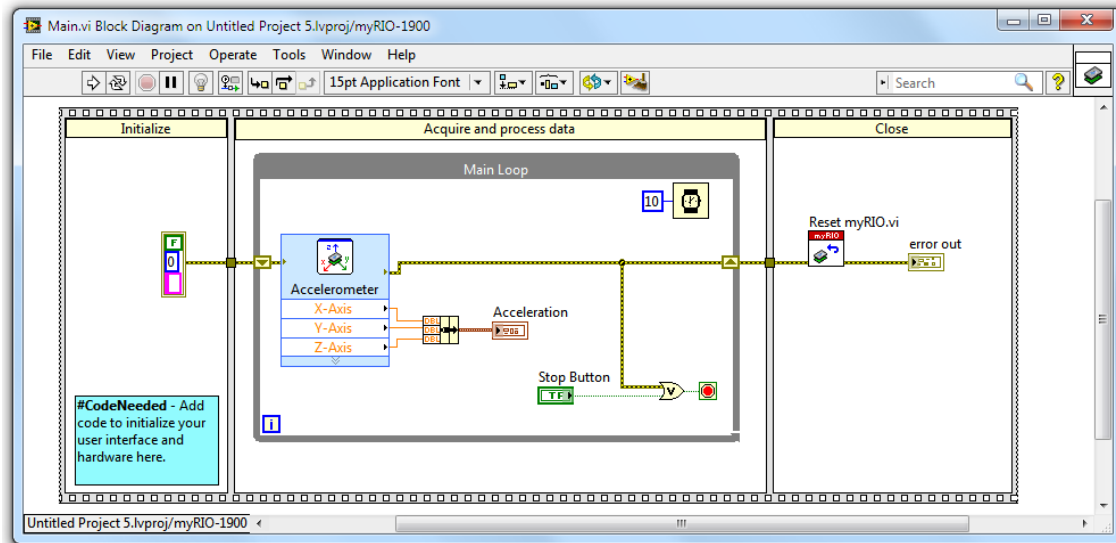 Main.vi Block Diagram on Untitled Project 5.lvproj/myRIO-1900
File Edit View Project Operate Tools Window Help
15pt Application Font
Search
Initialize
Acquire and process data
Close
Main Loop
10
Reset myRIO.vi
myRIO
error out
F
0
Accelerometer
X-Axis
Y-Axis
Z-Axis
DBL
DBL
DBL
Acceleration
Stop Button
TF
#CodeNeeded - Add
code to initialize your
user interface and
hardware here.
i
Untitled Project 5.lvproj/myRIO-1900